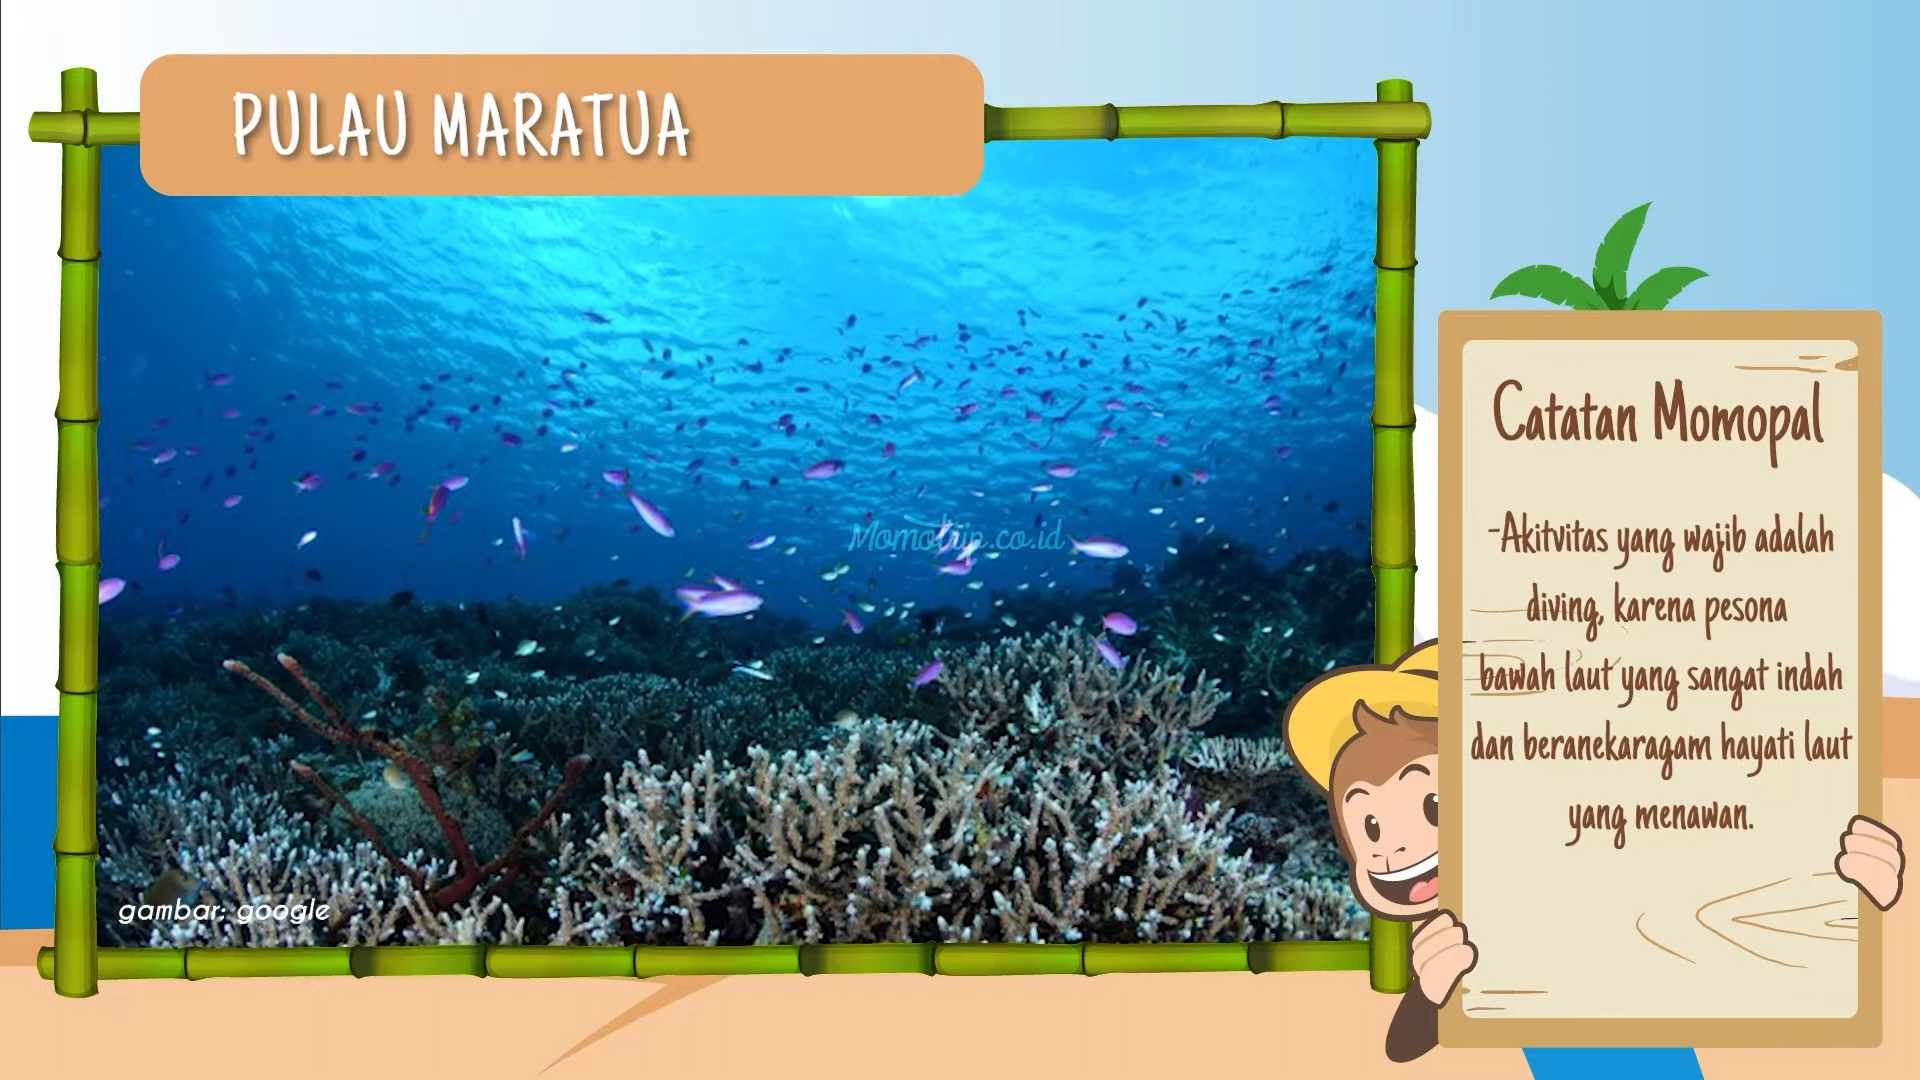 PULAU MARATUA
Momotrip.co.id
gambar: google
Catatan Momopal
-Akitvitas yang wajib adalah
diving, karena pesona
bawah laut yang sangat indah
dan beranekaragam hayati laut
yang menawan.